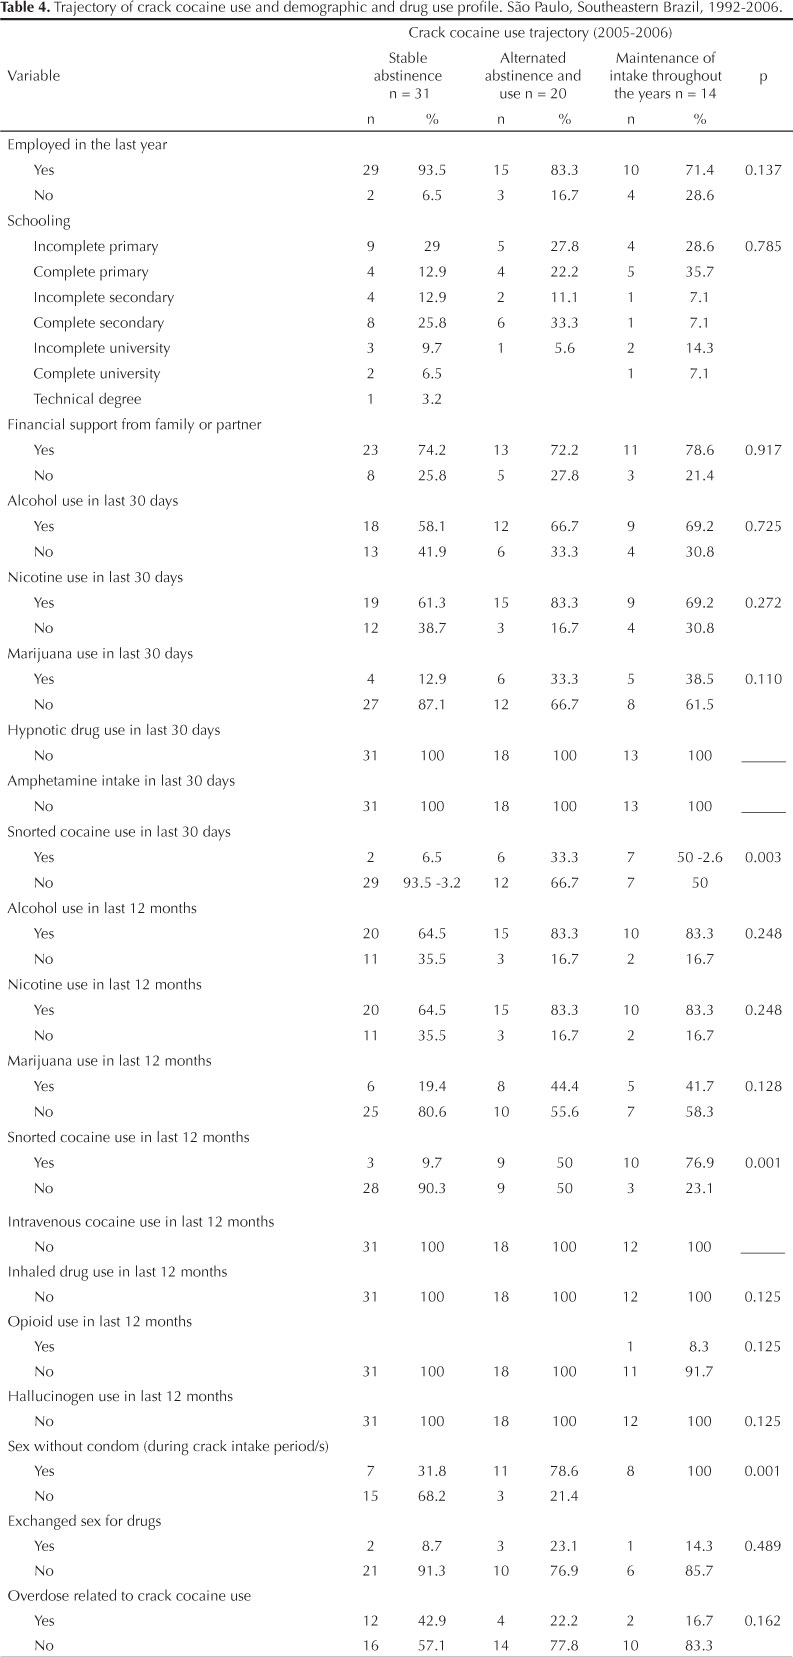 Table 4. Trajectory of crack cocaine use and demographic and drug use profile. São Paulo, Southeastern Brazil, 1992-2006.
Crack cocaine use trajectory (2005-2006)
Variable Stable abstinence n = 31 Alternated abstinence and use n = 20 Maintenance of intake throughout the years n = 14 p
n % n % n %
Employed in the last year
Yes 29 93.5 15 83.3 10 71.4 0.137
No 2 6.5 3 16.7 4 28.6
Schooling
Incomplete primary 9 29 5 27.8 4 28.6 0.785
Complete primary 4 12.9 4 22.2 5 35.7
Incomplete secondary 4 12.9 2 11.1 1 7.1
Complete secondary 8 25.8 6 33.3 1 7.1
Incomplete university 3 9.7 1 5.6 2 14.3
Complete university 2 6.5 1 7.1
Technical degree 1 3.2
Financial support from family or partner
Yes 23 74.2 13 72.2 11 78.6 0.917
No 8 25.8 5 27.8 3 21.4
Alcohol use in last 30 days
Yes 18 58.1 12 66.7 9 69.2 0.725
No 13 41.9 6 33.3 4 30.8
Nicotine use in last 30 days
Yes 19 61.3 15 83.3 9 69.2 0.272
No 12 38.7 3 16.7 4 30.8
Marijuana use in last 30 days
Yes 4 12.9 6 33.3 5 38.5 0.110
No 27 87.1 12 66.7 8 61.5
Hypnotic drug use in last 30 days
No 31 100 18 100 13 100 _____
Amphetamine intake in last 30 days
No 31 100 18 100 13 100 _____
Snorted cocaine use in last 30 days
Yes 2 6.5 6 33.3 7 50 -2.6 0.003
No 29 93.5 -3.2 12 66.7 7 50
Alcohol use in last 12 months
Yes 20 64.5 15 83.3 10 83.3 0.248
No 11 35.5 3 16.7 2 16.7
Nicotine use in last 12 months
Yes 20 64.5 15 83.3 10 83.3 0.248
No 11 35.5 3 16.7 2 16.7
Marijuana use in last 12 months
Yes 6 19.4 8 44.4 5 41.7 0.128
No 25 80.6 10 55.6 7 58.3
Snorted cocaine use in last 12 months
Yes 3 9.7 9 50 10 76.9 0.001
No 28 90.3 9 50 3 23.1
Intravenous cocaine use in last 12 months
No 31 100 18 100 12 100 _____
Inhaled drug use in last 12 months
No 31 100 18 100 12 100 0.125
Opioid use in last 12 months
Yes 1 8.3 0.125
No 31 100 18 100 11 91.7
Hallucinogen use in last 12 months
No 31 100 18 100 12 100 0.125
Sex without condom (during crack intake period/s)
Yes 7 31.8 11 78.6 8 100 0.001
No 15 68.2 3 21.4
Exchanged sex for drugs
Yes 2 8.7 3 23.1 1 14.3 0.489
No 21 91.3 10 76.9 6 85.7
Overdose related to crack cocaine use
Yes 12 42.9 4 22.2 2 16.7 0.162
No 16 57.1 14 77.8 10 83.3